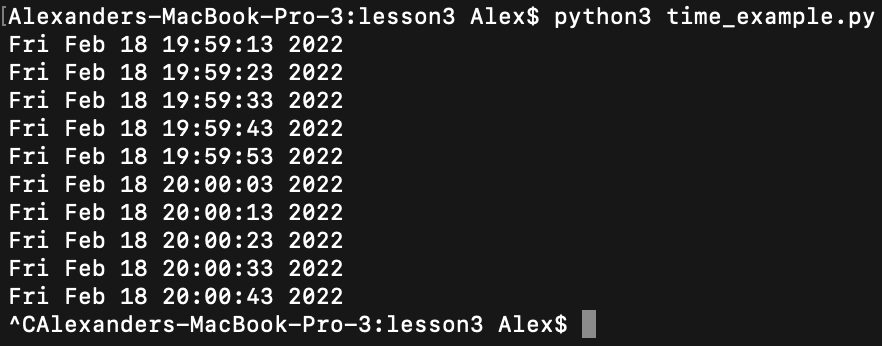 [Alexanders-MacBook-Pro-3:lesson3 Alex$ python3 time_example.py
Fri Feb 18 19:59:13 2022
Fri Feb 18 19:59:23 2022
Fri Feb 18 19:59:33 2022
Fri Feb 18 19:59:43 2022
Fri Feb 18 19:59:53 2022
Fri Feb 18 20:00:03 2022
Fri Feb 18 20:00:13 2022
Fri Feb 18 20:00:23 2022
Fri Feb 18 20:00:33 2022
Fri Feb 18 20:00:43 2022
^CAlexanders-MacBook-Pro-3:lesson3 Alex$